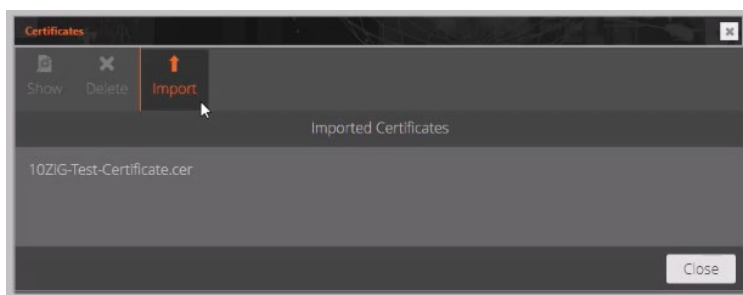 Certificates
Show Delete Import
Imported Certificates
10ZIG-Test-Certificate.cer
Close